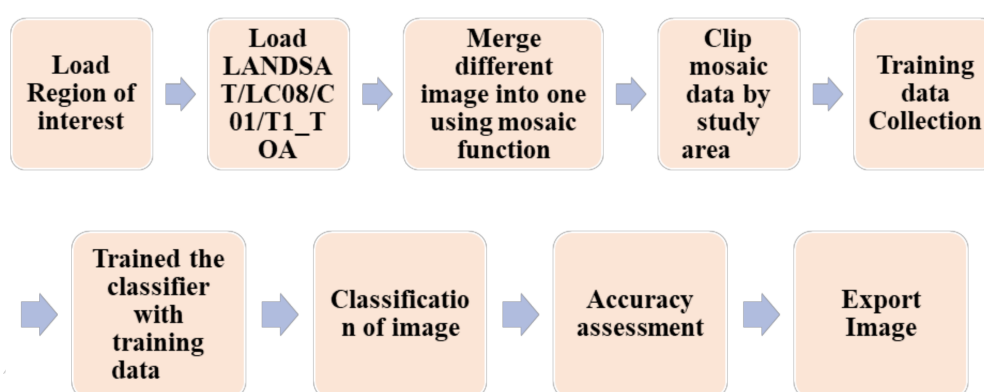 Load
Region of
interest
Load
LANDSA
T/LC08/C
01/T1_T
OA
Merge
different
image into one
using mosaic
function
Clip
mosaic
data by
study
area
Training
data
Collection
Trained the
classifier
with
training
data
Classificatio
n of image
Accuracy
assessment
Export
Image